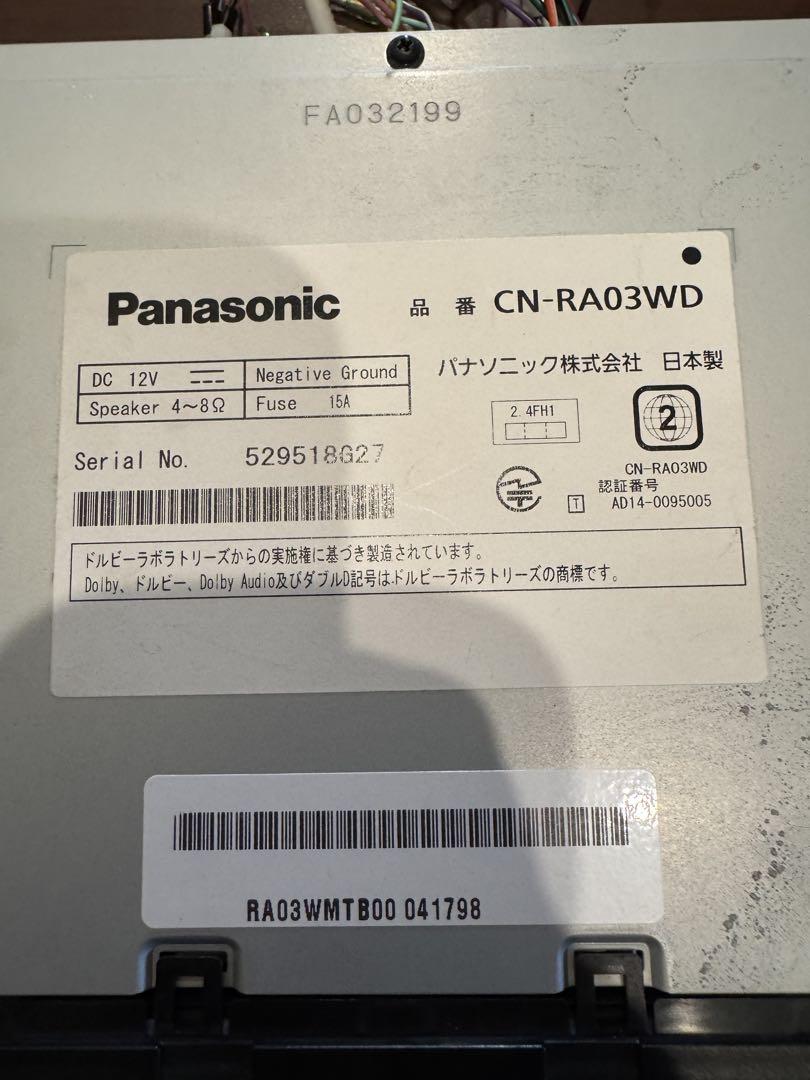 FA032199
Panasonic 品番 CN-RA03WD
パナソニック株式会社 日本製
DC 12V Negative Ground
Speaker 4～8Ω Fuse 15A
2.4FH1
2
Serial No. 529518G27
CN-RA03WD
認証番号
T AD14-0095005
ドルビーラボラトリーズからの実施権に基づき製造されています。
Dolby、ドルビー、Dolby Audio及びダブルD記号はドルビーラボラトリーズの商標です。
RA03WMTB00 041798